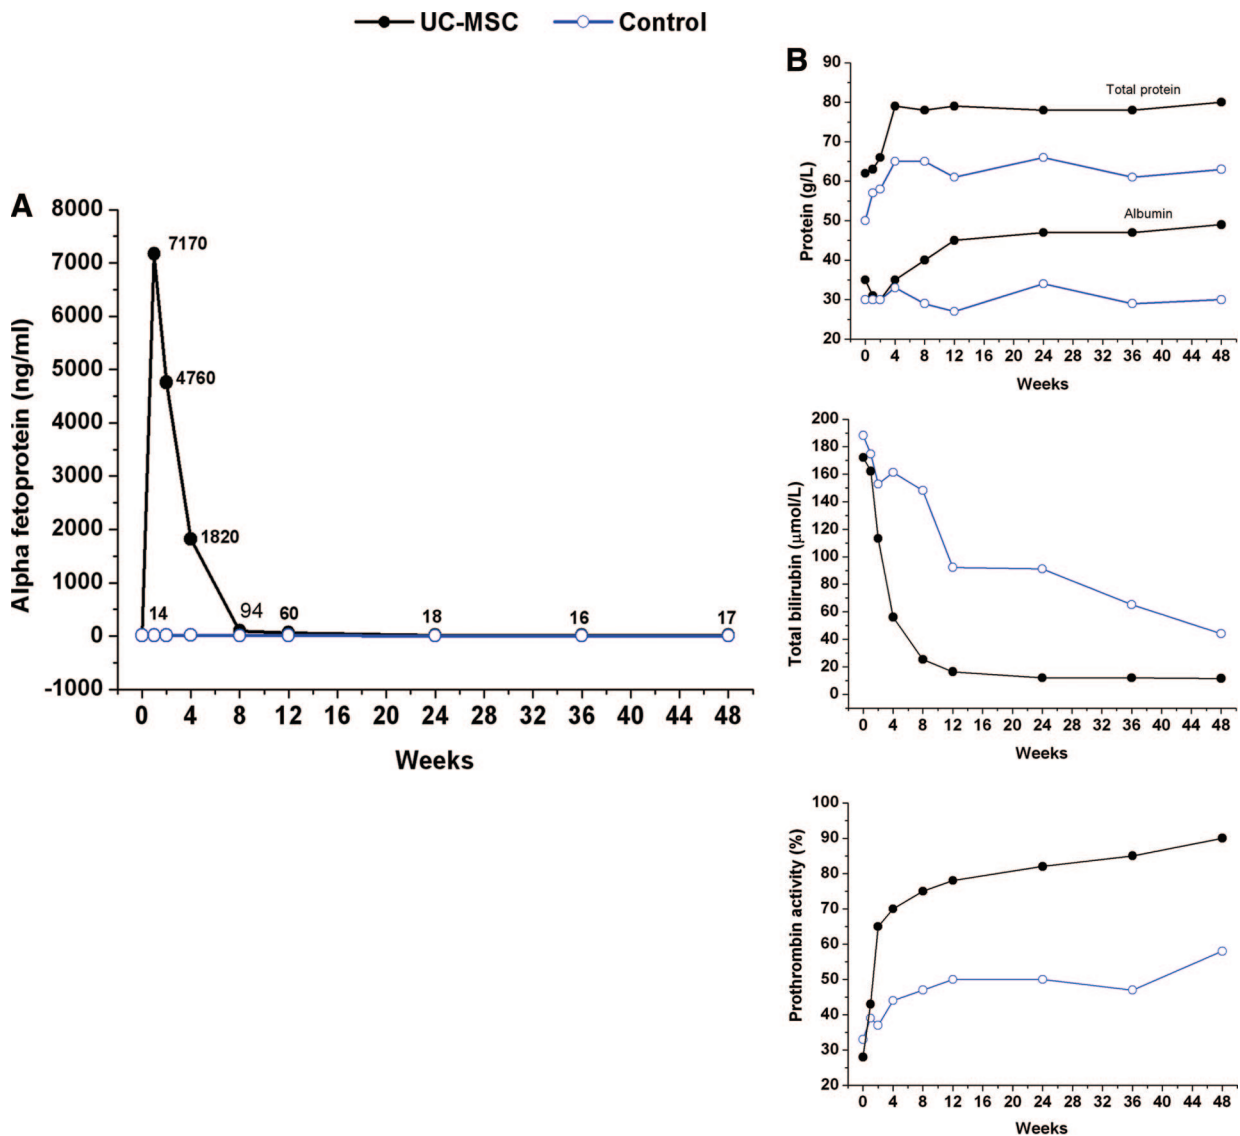 UC-MSC Control
A
8000
7000
6000
5000
4000
3000
2000
1000
0
-1000
Alpha fetoprotein (ng/ml)
7170
4760
1820
14
94
60
18
16
17
0 4 8 12 16 20 24 28 32 36 40 44 48
Weeks
B
90
80
70
60
50
40
30
20
Protein (g/L)
Total protein
Albumin
0 4 8 12 16 20 24 28 32 36 40 44 48
Weeks
200
180
160
140
120
100
80
60
40
20
0
Total bilirubin (μmol/L)
0 4 8 12 16 20 24 28 32 36 40 44 48
Weeks
100
90
80
70
60
50
40
30
20
Prothrombin activity (%)
0 4 8 12 16 20 24 28 32 36 40 44 48
Weeks